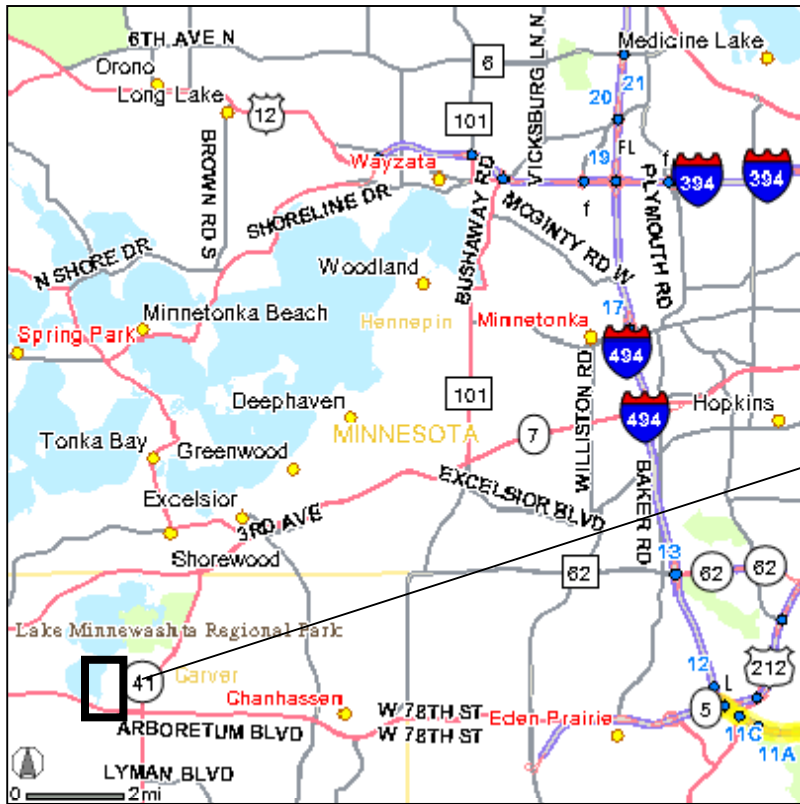 6TH AVE N
Orono
Long Lake
12
6
101
VICKSBURG LN N
Medicine Lake
21
20
19
FL
f
f
394
394
BROWN RD S
Wayzata
SHORELINE DR
BUSHAWAY RD
MCGINTY RD W
PLYMOUTH RD
N SHORE DR
Woodland
Minnetonka Beach
Hennepin
Minnetonka
17
494
Spring Park
101
494
Hopkins
Deephaven
MINNESOTA
7
WILLISTON RD
Tonka Bay
Greenwood
EXCELSIOR BLVD
BAKER RD
Excelsior
3RD AVE
Shorewood
13
62
62
62
Lake Minnewashta Regional Park
41
Carver
12
212
Chanhassen
L
5
W 78TH ST
Eden Prairie
ARBORETUM BLVD
W 78TH ST
11C
11A
LYMAN BLVD
0 2mi